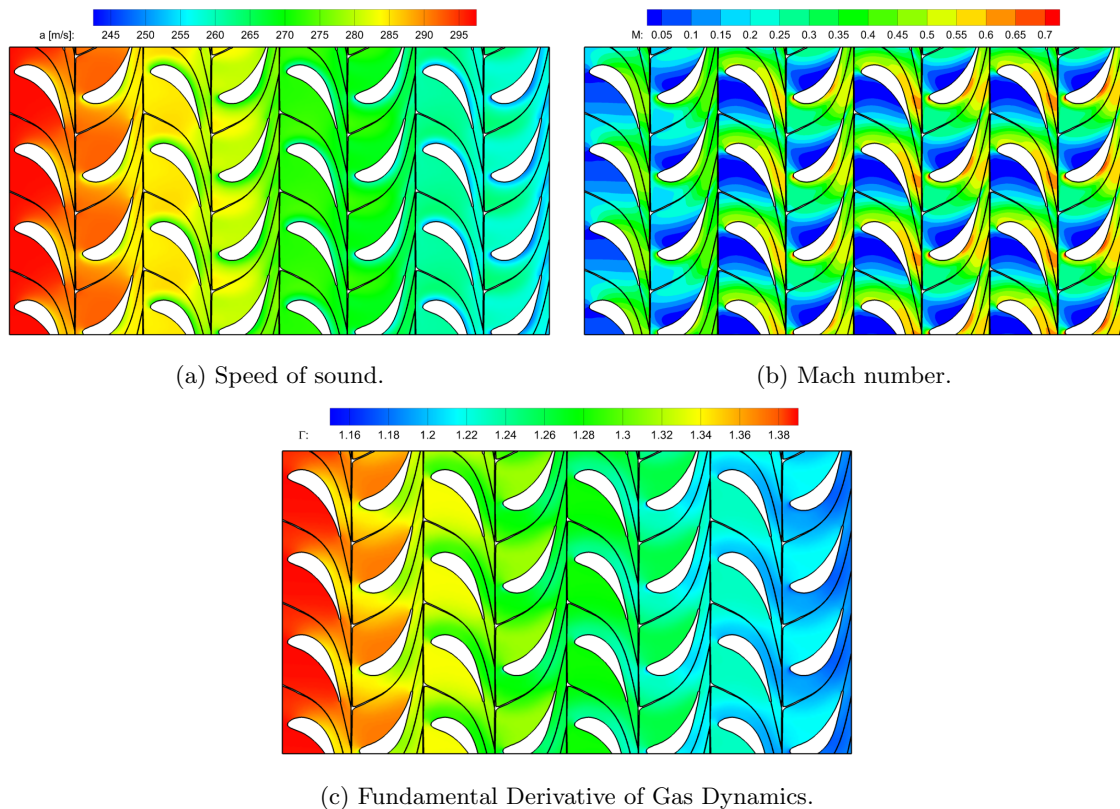 a [m/s]: 245 250 255 260 265 270 275 280 285 290 295
M: 0.05 0.1 0.15 0.2 0.25 0.3 0.35 0.4 0.45 0.5 0.55 0.6 0.65 0.7
(a) Speed of sound.
(b) Mach number.
Γ: 1.16 1.18 1.2 1.22 1.24 1.26 1.28 1.3 1.32 1.34 1.36 1.38
(c) Fundamental Derivative of Gas Dynamics.